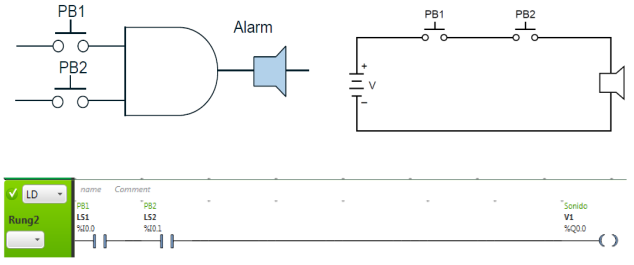 PB1
Alarm
PB2
PB1
PB2
+
V
−
LD
name Comment
PB1
PB2
Sonido
Rung2
LS1
LS2
V1
%I0.0
%I0.1
%Q0.0